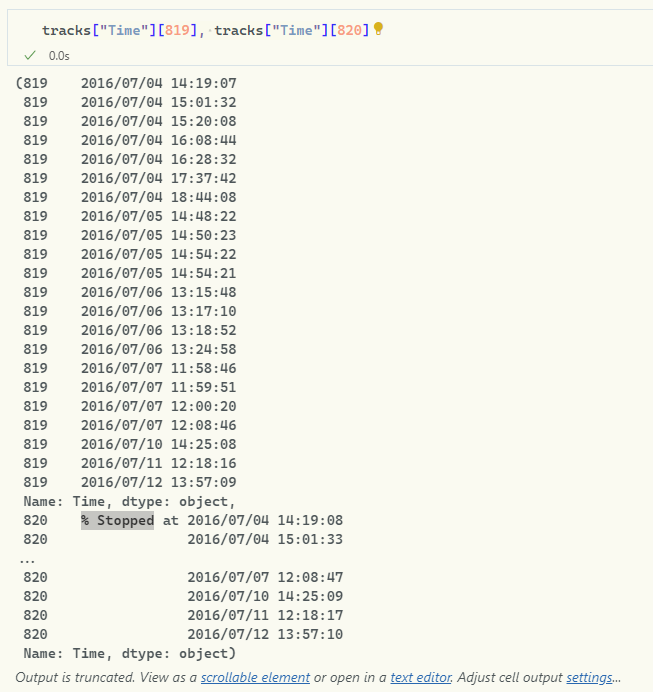 tracks["Time"][819], tracks["Time"][820]
0.0s
(819    2016/07/04 14:19:07
 819    2016/07/04 15:01:32
 819    2016/07/04 15:20:08
 819    2016/07/04 16:08:44
 819    2016/07/04 16:28:32
 819    2016/07/04 17:37:42
 819    2016/07/04 18:44:08
 819    2016/07/05 14:48:22
 819    2016/07/05 14:50:23
 819    2016/07/05 14:54:22
 819    2016/07/05 14:54:21
 819    2016/07/06 13:15:48
 819    2016/07/06 13:17:10
 819    2016/07/06 13:18:52
 819    2016/07/06 13:24:58
 819    2016/07/07 11:58:46
 819    2016/07/07 11:59:51
 819    2016/07/07 12:00:20
 819    2016/07/07 12:08:46
 819    2016/07/10 14:25:08
 819    2016/07/11 12:18:16
 819    2016/07/12 13:57:09
 Name: Time, dtype: object,
 820    % Stopped at 2016/07/04 14:19:08
 820                 2016/07/04 15:01:33
...
 820                 2016/07/07 12:08:47
 820                 2016/07/10 14:25:09
 820                 2016/07/11 12:18:17
 820                 2016/07/12 13:57:10
 Name: Time, dtype: object)
Output is truncated. View as a scrollable element or open in a text editor. Adjust cell output settings...